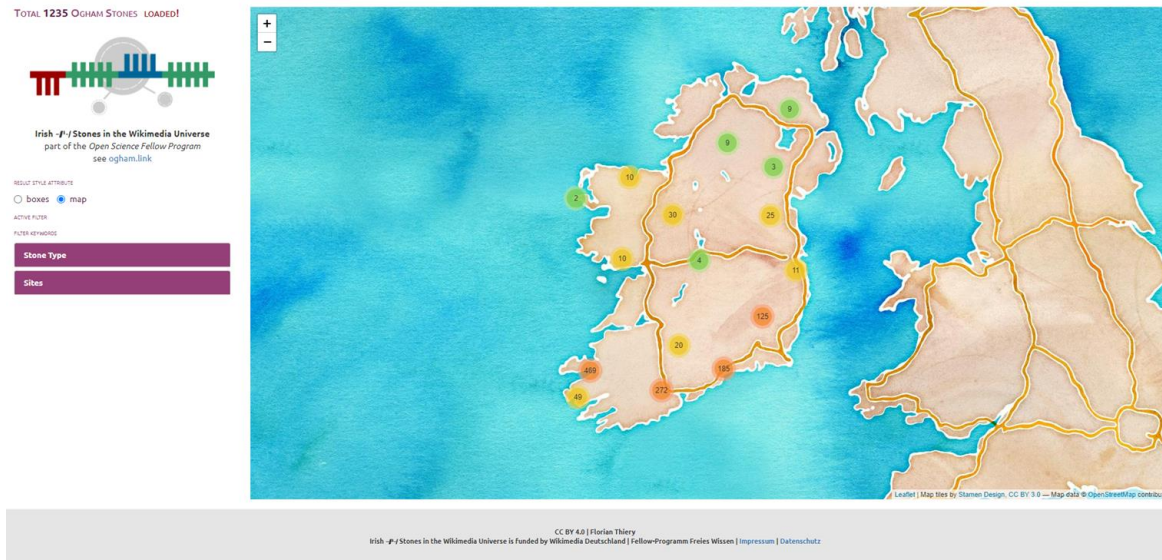 TOTAL 1235 OGHAM STONES LOADED!
Irish Stones in the Wikimedia Universe
part of the Open Science Fellow Program
see ogham.link
RESULT STYLE ATTRIBUTE
boxes map
ACTIVE FILTER
FILTER KEYWORDS
Stone Type
Sites
+
−
9
9
3
10
2
30
25
10
4
11
125
20
469
185
272
49
Leaflet | Map tiles by Stamen Design, CC BY 3.0 — Map data © OpenStreetMap contribu
CC BY 4.0 | Florian Thiery
Irish Stones in the Wikimedia Universe is funded by Wikimedia Deutschland | Fellow-Programm Freies Wissen | Impressum | Datenschutz